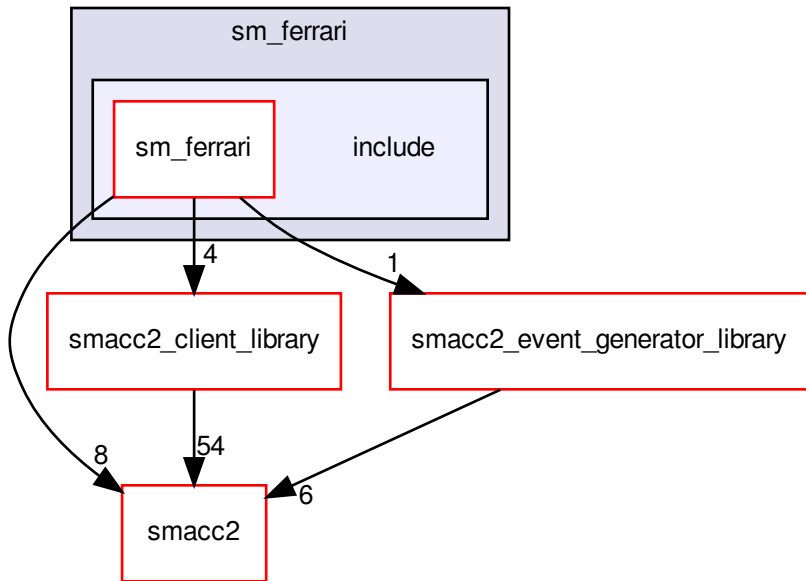 sm_ferrari
sm_ferrari
include
4
1
smacc2_client_library
smacc2_event_generator_library
8
54
6
smacc2